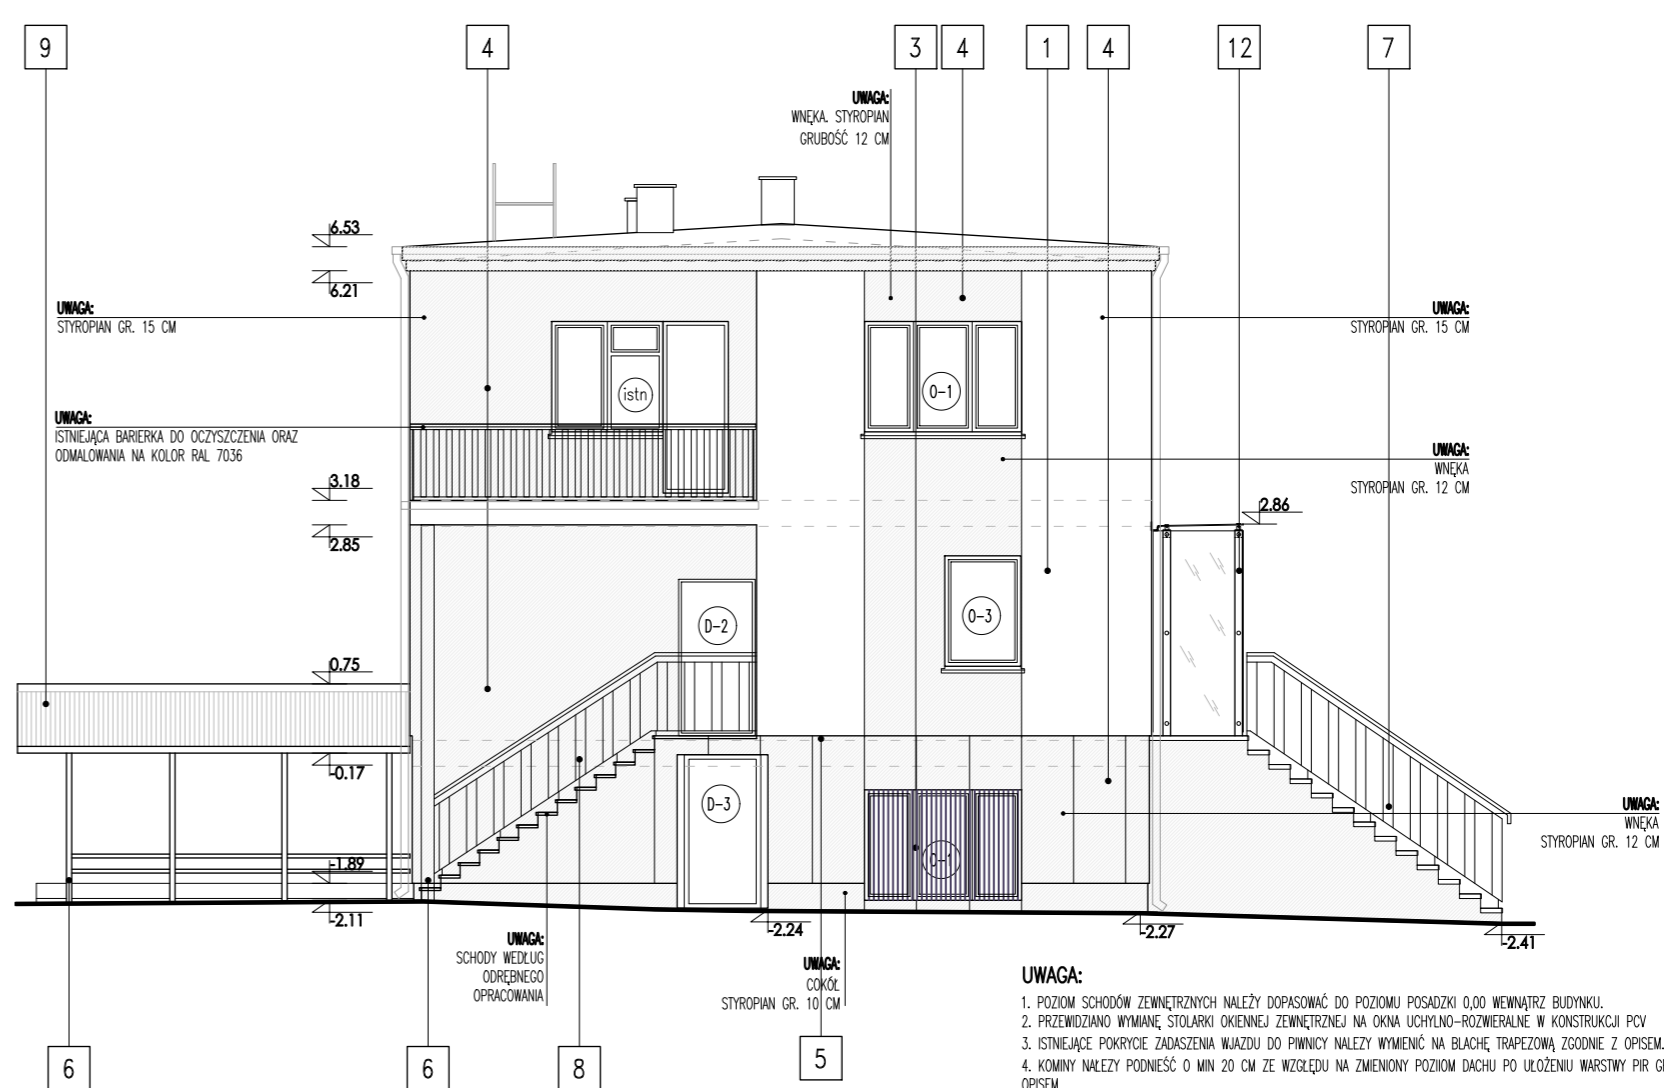 9
4
3
4
1
4
12
7
UWAGA:
WNĘKA. STYROPIAN
GRUBOŚĆ 12 CM
6.53
6.21
UWAGA:
STYROPIAN GR. 15 CM
UWAGA:
STYROPIAN GR. 15 CM
istn
O-1
UWAGA:
ISTNIEJĄCA BARIERKA DO OCZYSZCZENIA ORAZ
ODMALOWANIA NA KOLOR RAL 7036
UWAGA:
WNĘKA
STYROPIAN GR. 12 CM
3.18
2.86
2.85
D-2
O-3
0.75
-0.17
D-3
UWAGA:
WNĘKA
STYROPIAN GR. 12 CM
O-1
-1.89
-2.11
-2.24
-2.27
-2.41
UWAGA:
SCHODY WEDŁUG
ODRĘBNEGO
OPRACOWANIA
UWAGA:
COKÓŁ
STYROPIAN GR. 10 CM
UWAGA:
1. POZIOM SCHODÓW ZEWNĘTRZNYCH NALEŻY DOPASOWAĆ DO POZIOMU POSADZKI 0,00 WEWNĄTRZ BUDYNKU.
2. PRZEWIDZIANO WYMIANĘ STOLARKI OKIENNEJ ZEWNĘTRZNEJ NA OKNA UCHYLNO-ROZWIERALNE W KONSTRUKCJI PCV
3. ISTNIEJĄCE POKRYCIE ZADASZENIA WJAZDU DO PIWNICY NALEZY WYMIENIĆ NA BLACHĘ TRAPEZOWĄ ZGODNIE Z OPISEM.
4. KOMINY NALEŻY PODNIEŚĆ O MIN 20 CM ZE WZGLĘDU NA ZMIENIONY POZIIOM DACHU PO UŁOŻENIU WARSTWY PIR
OPISEM
6
6
8
5